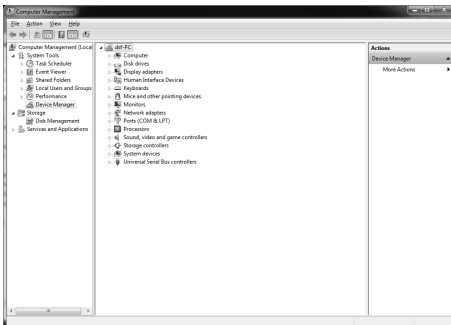 Computer Management
File Action View Help
Computer Management (Local
System Tools
Task Scheduler
Event Viewer
Shared Folders
Local Users and Groups
Performance
Device Manager
Storage
Disk Management
Services and Applications
dsf-PC
Computer
Disk drives
Display adapters
Human Interface Devices
Keyboards
Mice and other pointing devices
Monitors
Network adapters
Ports (COM & LPT)
Processors
Sound, video and game controllers
Storage controllers
System devices
Universal Serial Bus controllers
Actions
Device Manager
More Actions